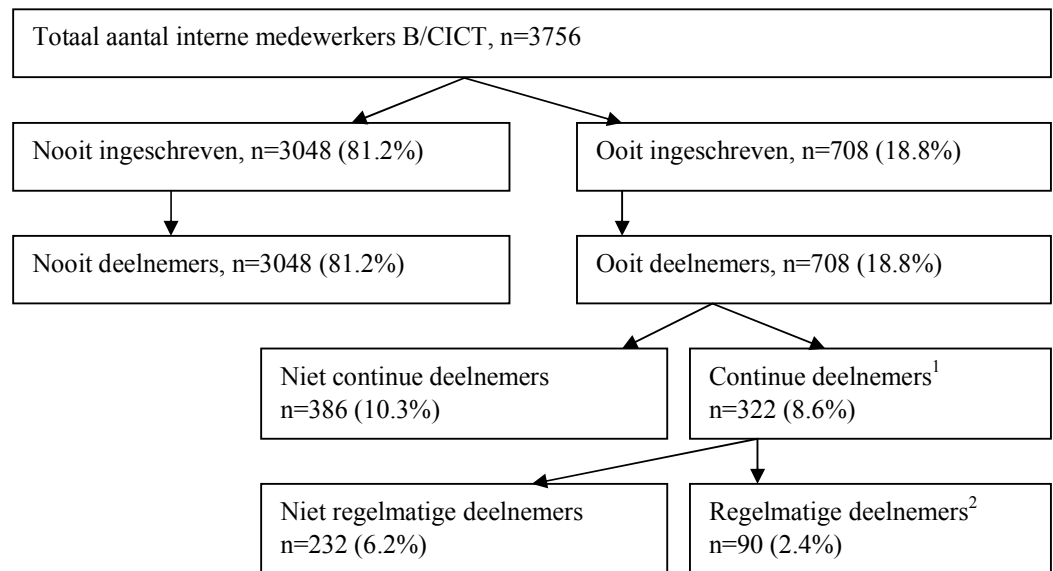 Totaal aantal interne medewerkers B/CICT, n=3756
Nooit ingeschreven, n=3048 (81.2%)
Ooit ingeschreven, n=708 (18.8%)
Nooit deelnemers, n=3048 (81.2%)
Ooit deelnemers, n=708 (18.8%)
Niet continue deelnemers
n=386 (10.3%)
Continue deelnemers¹
n=322 (8.6%)
Niet regelmatige deelnemers
n=232 (6.2%)
Regelmatige deelnemers²
n=90 (2.4%)